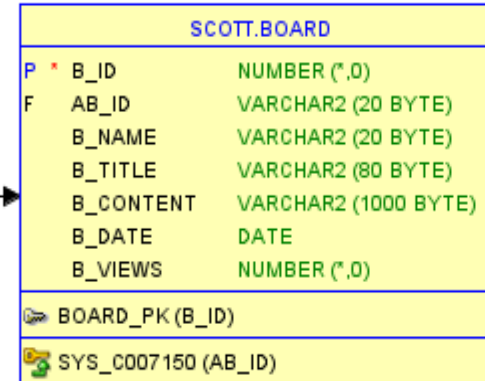 SCOTT.BOARD
P * B_ID NUMBER (*,0)
F AB_ID VARCHAR2 (20 BYTE)
B_NAME VARCHAR2 (20 BYTE)
B_TITLE VARCHAR2 (80 BYTE)
B_CONTENT VARCHAR2 (1000 BYTE)
B_DATE DATE
B_VIEWS NUMBER (*,0)
BOARD_PK (B_ID)
SYS_C007150 (AB_ID)